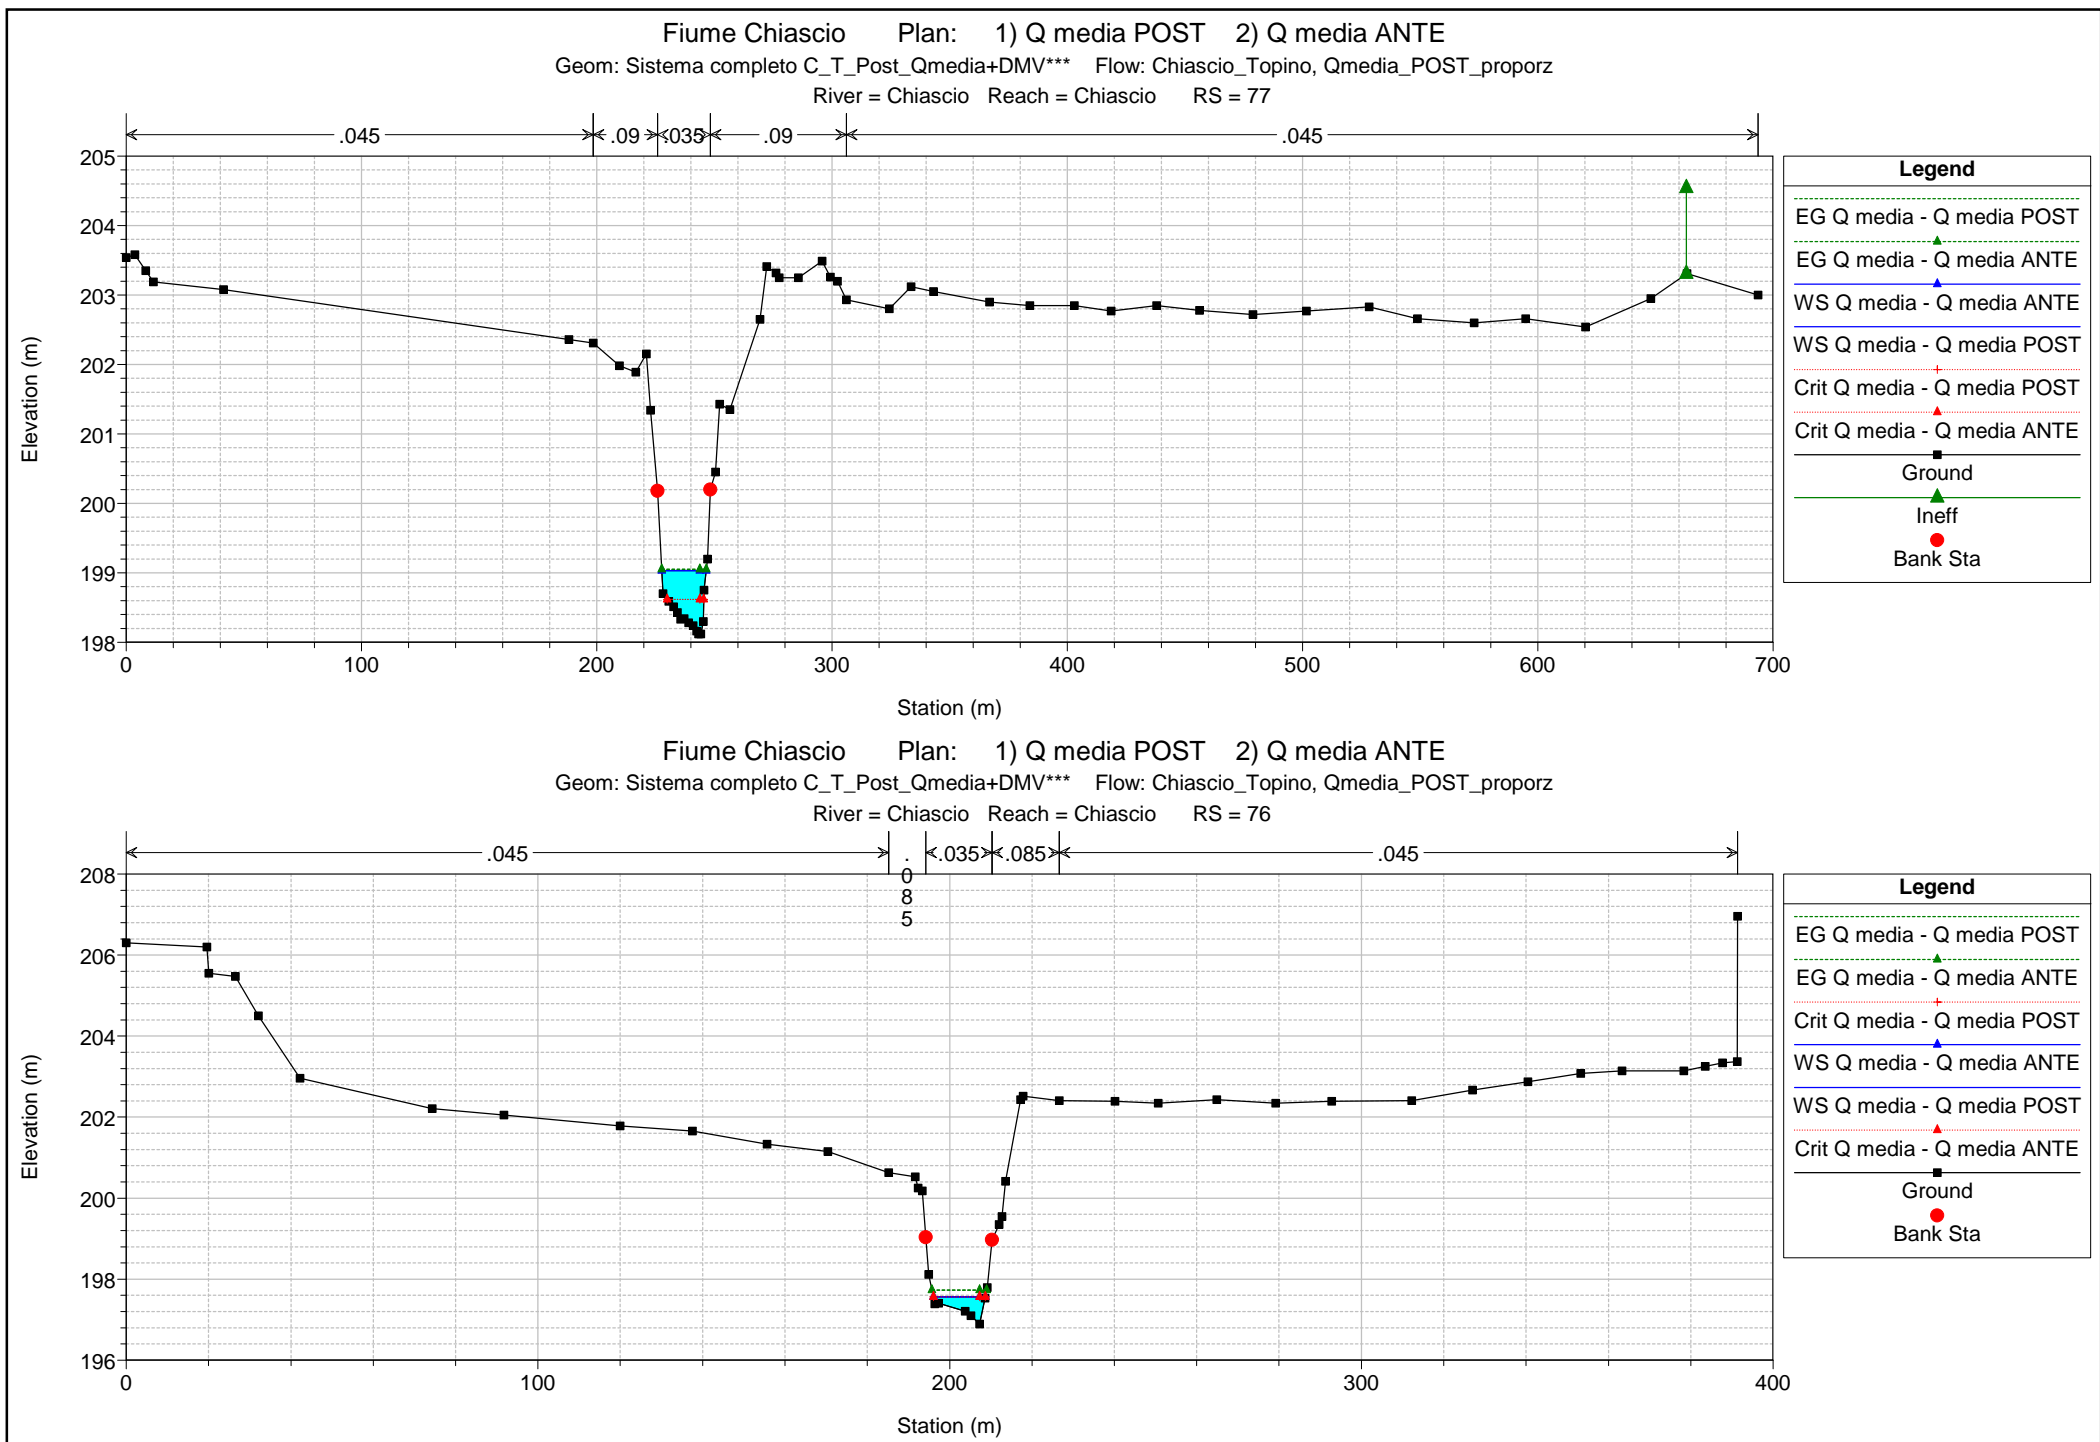 Fiume Chiascio Plan: 1) Q media POST 2) Q media ANTE
Geom: Sistema completo C_T_Post_Qmedia+DMV*** Flow: Chiascio_Topino, Qmedia_POST_proporz
River = Chiascio Reach = Chiascio RS = 77
.045 .09 .035 .09 .045
205
204
203
202
201
200
199
198
Elevation (m)
0 100 200 300 400 500 600 700
Station (m)
Legend
EG Q media - Q media POST
EG Q media - Q media ANTE
WS Q media - Q media ANTE
WS Q media - Q media POST
Crit Q media - Q media POST
Crit Q media - Q media ANTE
Ground
Ineff
Bank Sta
Fiume Chiascio Plan: 1) Q media POST 2) Q media ANTE
Geom: Sistema completo C_T_Post_Qmedia+DMV*** Flow: Chiascio_Topino, Qmedia_POST_proporz
River = Chiascio Reach = Chiascio RS = 76
.045 .085 .035 .085 .045
208
206
204
202
200
198
196
Elevation (m)
0 100 200 300 400
Station (m)
Legend
EG Q media - Q media POST
EG Q media - Q media ANTE
Crit Q media - Q media POST
WS Q media - Q media ANTE
WS Q media - Q media POST
Crit Q media - Q media ANTE
Ground
Bank Sta